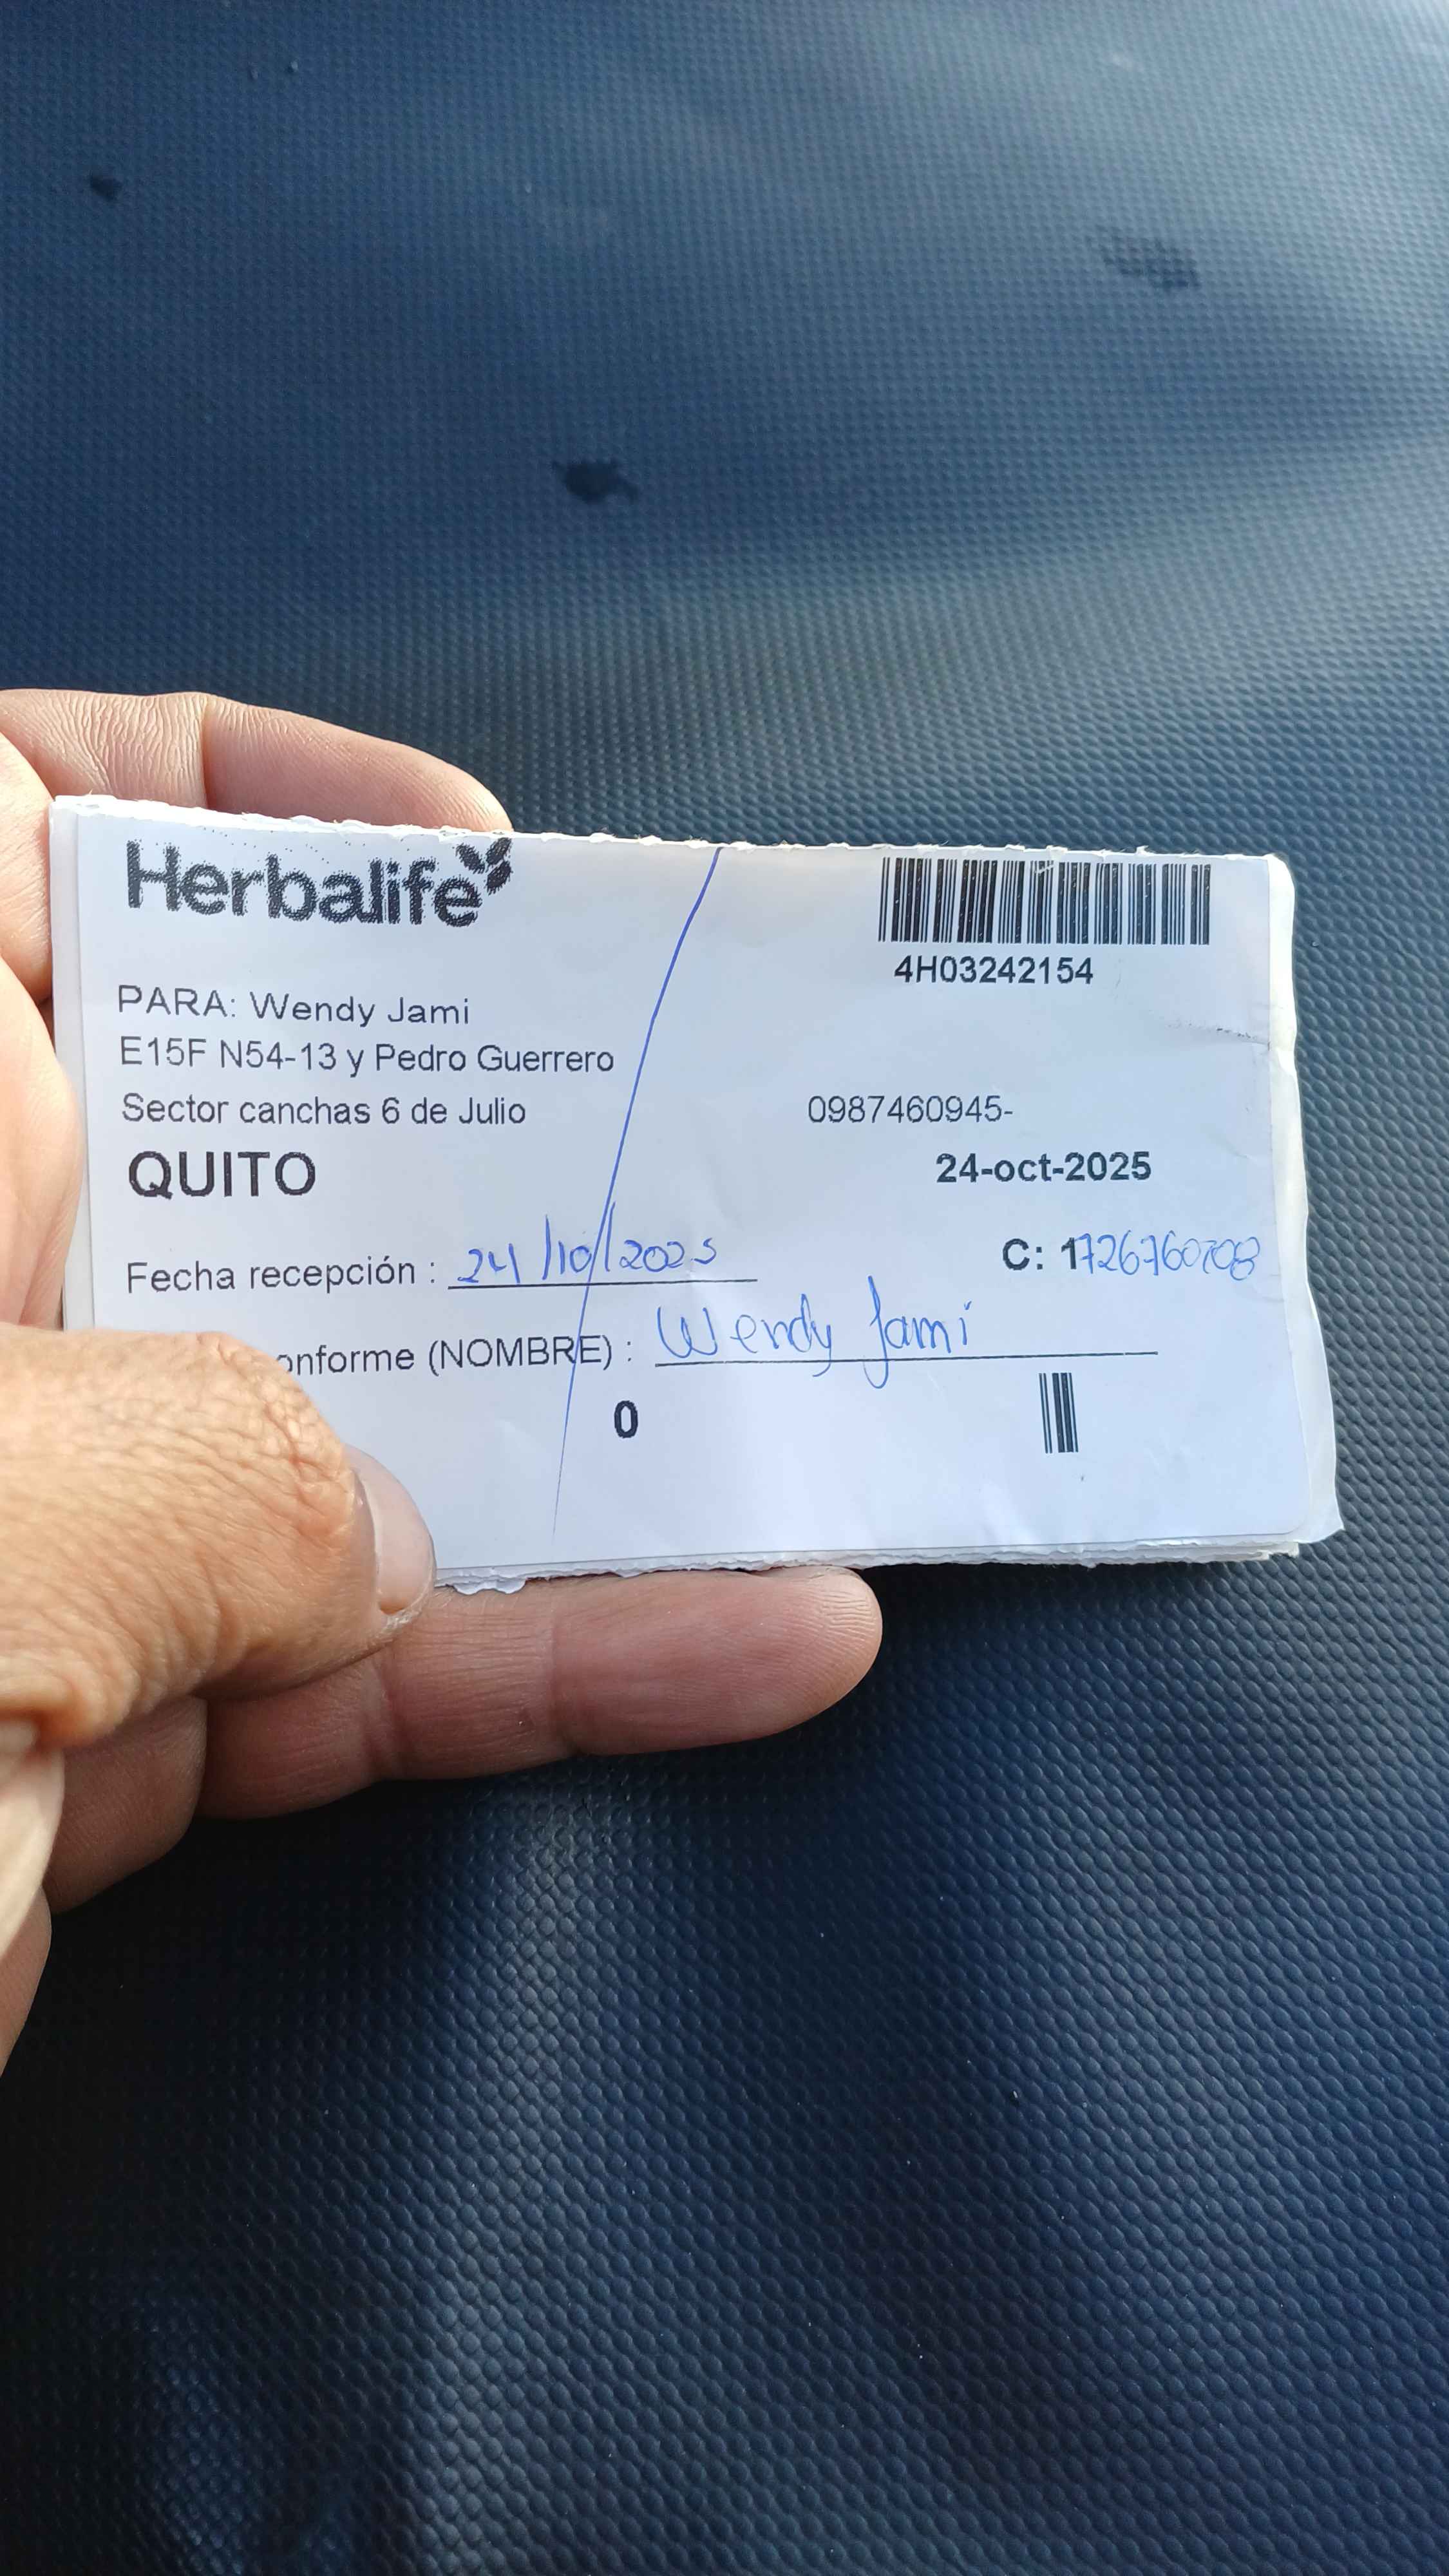 Herbalife
4H03242154
PARA: Wendy Jami
E15F N54-13 y Pedro Guerrero
Sector canchas 6 de Julio 0987460945-
QUITO 24-oct-2025
Fecha recepción : 24/10/2025 C: 1726760708
onforme (NOMBRE) : Wendy Jami
0